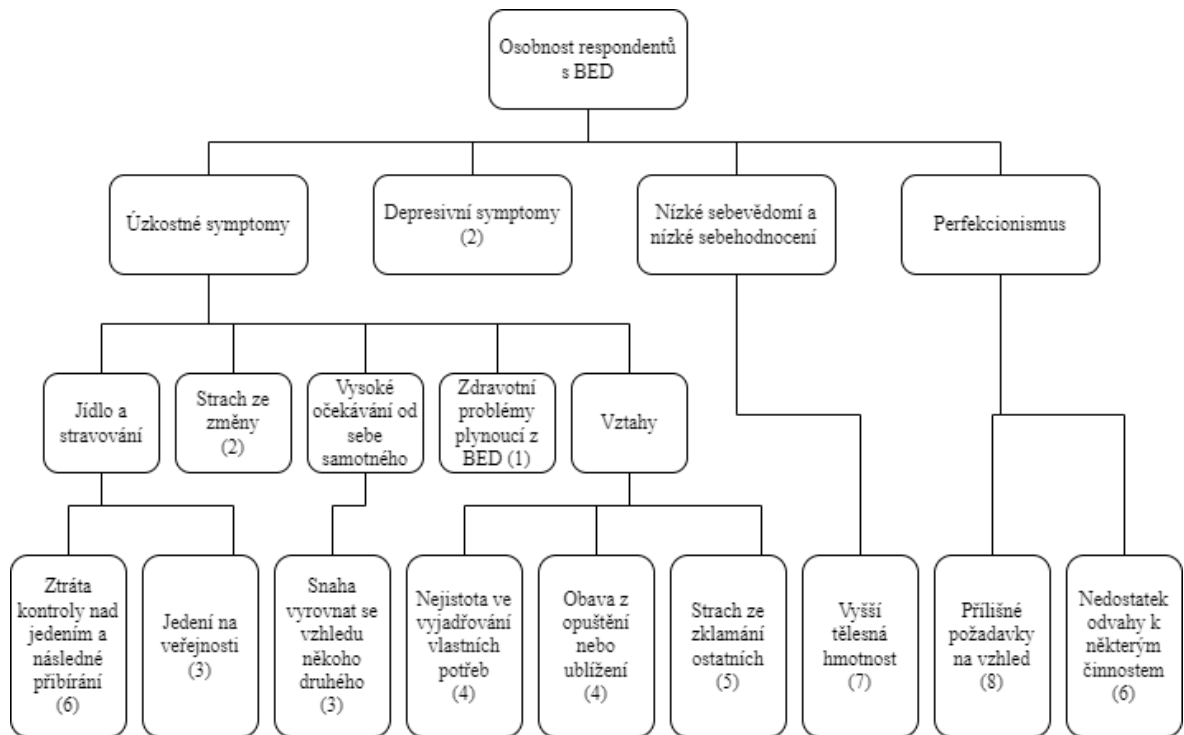 Osobnost respondentů
s BED
Úzkostné symptomy
Depresivní symptomy
(2)
Nízké sebevědomí a
nízké sebehodnocení
Perfekcionismus
Jídlo a
stravování
Strach ze
změny
(2)
Vysoké
očekávání od
sebe
samotného
Zdravotní
problémy
plynoucí z
BED (1)
Vztahy
Ztráta
kontroly nad
jedením a
následné
přibírání
(6)
Jedení na
veřejnosti
(3)
Snaha
vyrovnat se
vzhledu
někoho
druhého
(3)
Nejistota ve
vyjadřování
vlastních
potřeb
(4)
Obava z
opuštění
nebo
ublížení
(4)
Strach ze
zklamání
ostatních
(5)
Vyšší
tělesná
hmotnost
(7)
Přílišné
požadavky
na vzhled
(8)
Nedostatek
odvahy k
některým
činnostem
(6)